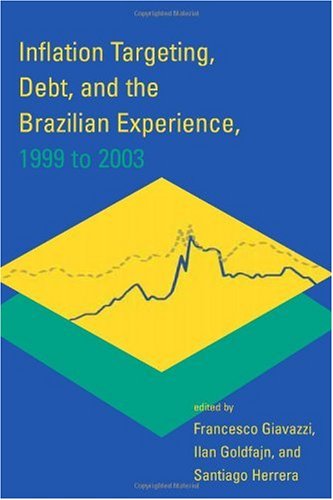 Inflation Targeting,
Debt, and the
Brazilian Experience,
1999 to 2003
edited by
Francesco Giavazzi,
Ilan Goldfajn, and
Santiago Herrera